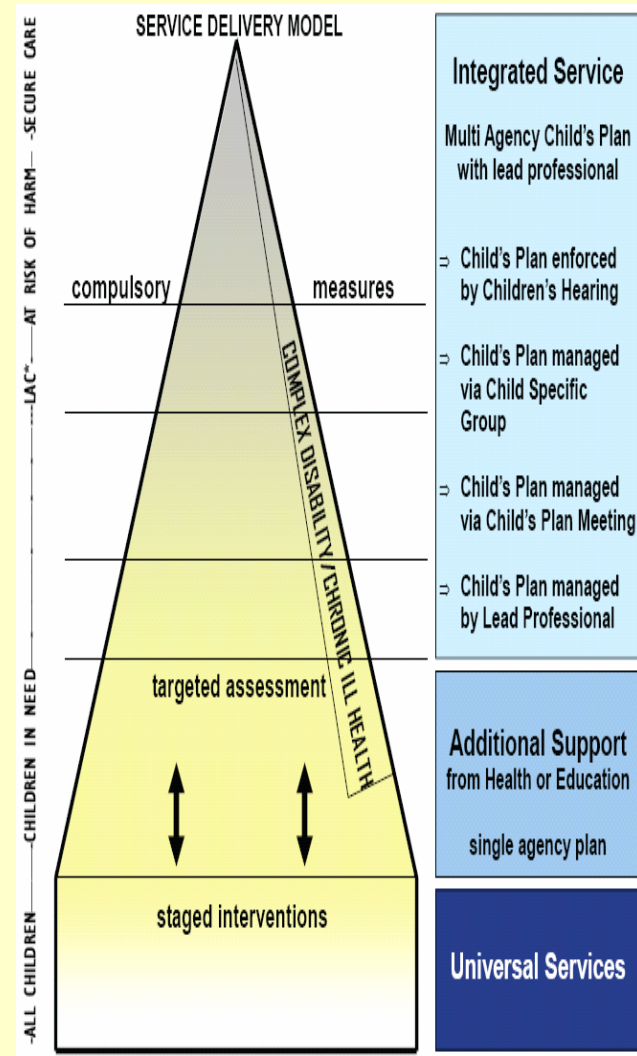 SERVICE DELIVERY MODEL
-ALL CHILDREN———-CHILDREN IN NEED———LAC*-—— AT RISK OF HARM—— -SECURE CARE
compulsory
measures
COMPLEX DISABILITY/CHRONIC ILL HEALTH
targeted assessment
staged interventions
Integrated Service
Multi Agency Child's Plan
with lead professional
⇨ Child's Plan enforced
by Children's Hearing
⇨ Child's Plan managed
via Child Specific
Group
⇨ Child's Plan managed
via Child's Plan Meeting
⇨ Child's Plan managed
by Lead Professional
Additional Support
from Health or Education
single agency plan
Universal Services